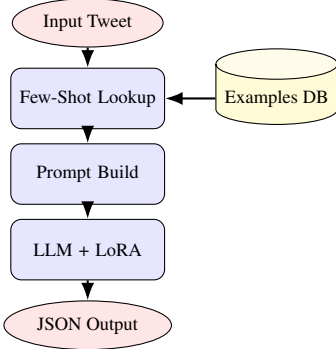 Input Tweet
Few-Shot Lookup
Examples DB
Prompt Build
LLM + LoRA
JSON Output